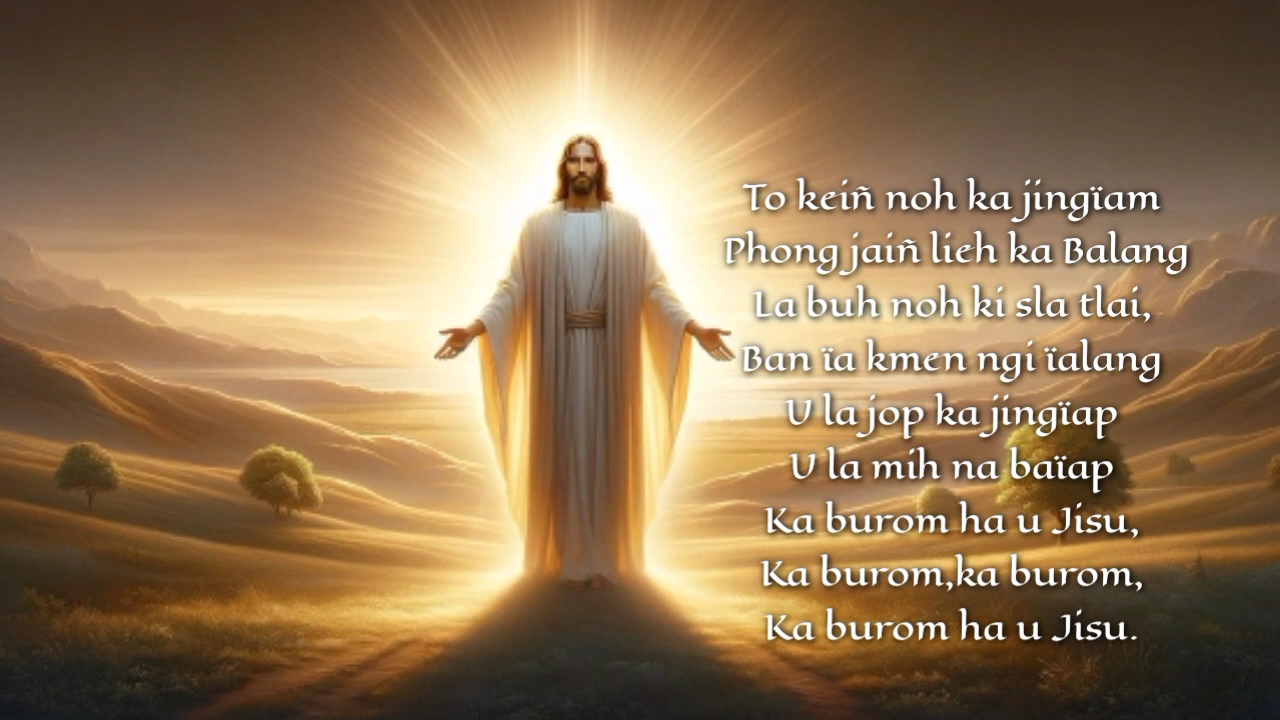 To keiñ noh ka jingïam
Phong jaiñ lieh ka Balang
La buh noh ki sla tlai,
Ban ïa kmen ngi ïalang
U la jop ka jingïap
U la mih na baïap
Ka burom ha u Jisu,
Ka burom,ka burom,
Ka burom ha u Jisu.